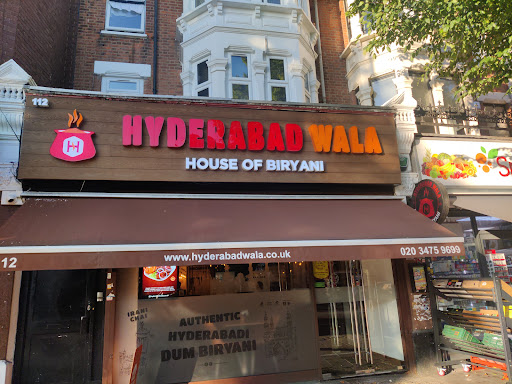 112
HYDERABAD WALA
HOUSE OF BIRYANI
H
www.hyderabadwala.co.uk
020 3475 9699
12
IRANI
CHAI
AUTHENTIC
HYDERABADI
DUM BIRYANI